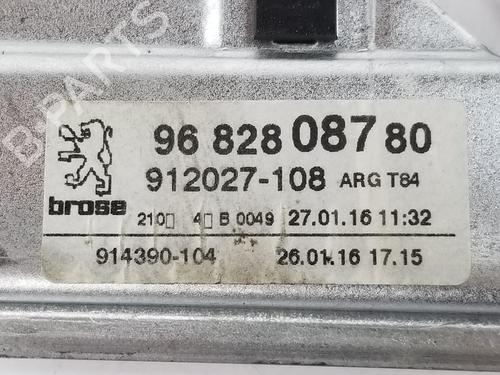 B-PARTS
96 828 087 80
912027-108 ARG T84
brose
210▯ 4▯ B 0049 27.01.16 11:32
914390-104 26.01.16 17.15